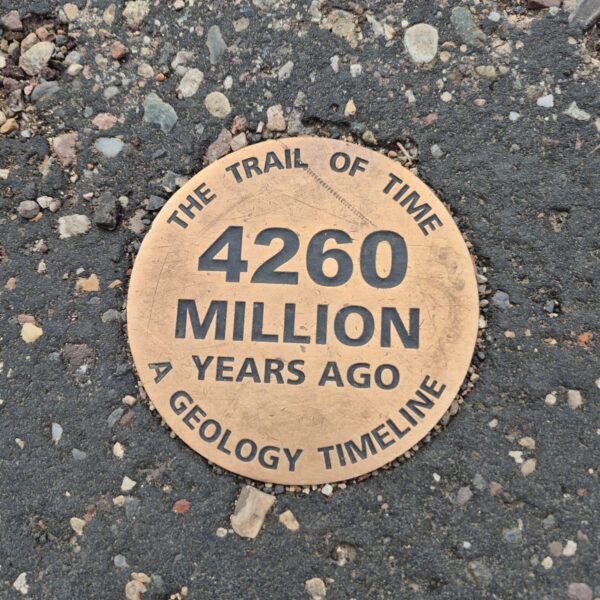 THE TRAIL OF TIME
4260
MILLION
YEARS AGO
A GEOLOGY TIMELINE